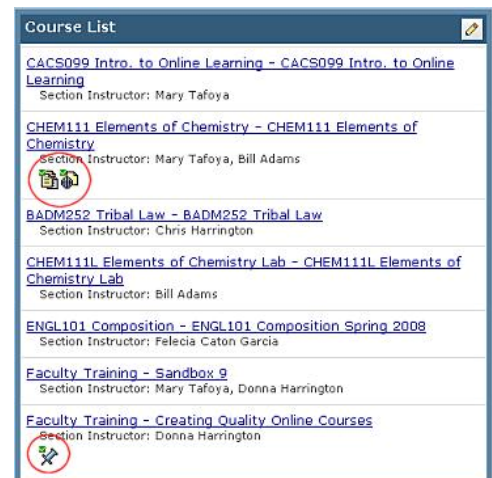 Course List
CACS099 Intro. to Online Learning - CACS099 Intro. to Online
Learning
Section Instructor: Mary Tafoya
CHEM111 Elements of Chemistry - CHEM111 Elements of
Chemistry
Section Instructor: Mary Tafoya, Bill Adams
BADM252 Tribal Law - BADM252 Tribal Law
Section Instructor: Chris Harrington
CHEM111L Elements of Chemistry Lab - CHEM111L Elements of
Chemistry Lab
Section Instructor: Bill Adams
ENGL101 Composition - ENGL101 Composition Spring 2008
Section Instructor: Felecia Caton Garcia
Faculty Training - Sandbox 9
Section Instructor: Mary Tafoya, Donna Harrington
Faculty Training - Creating Quality Online Courses
Section Instructor: Donna Harrington